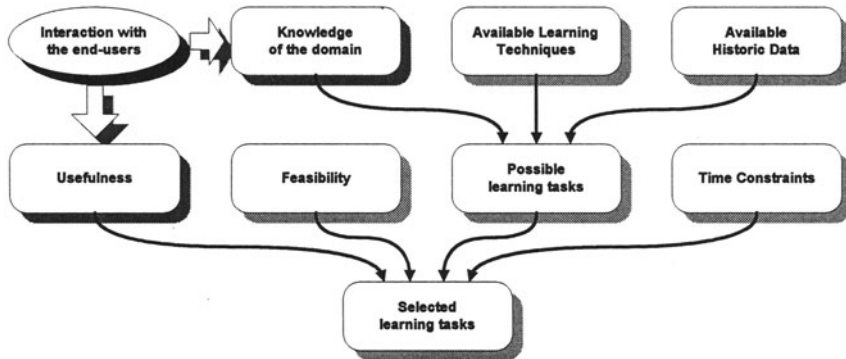 Interaction with
the end-users
Knowledge
of the domain
Available Learning
Techniques
Available
Historic Data
Usefulness
Feasibility
Possible
learning tasks
Time Constraints
Selected
learning tasks